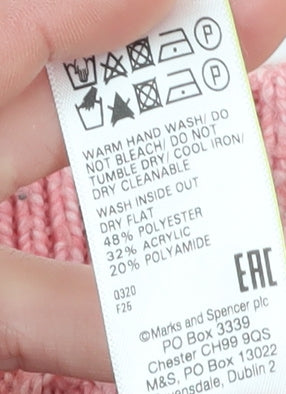 P
P
WARM HAND WASH/ DO
NOT BLEACH/ DO NOT
TUMBLE DRY/ COOL IRON/
DRY CLEANABLE
WASH INSIDE OUT
DRY FLAT
48% POLYESTER
32% ACRYLIC
20% POLYAMIDE
EAC
Q320
F26
©Marks and Spencer plc
PO Box 3339
Chester CH99 9QS
M&S, PO Box 13022
Dublin 2